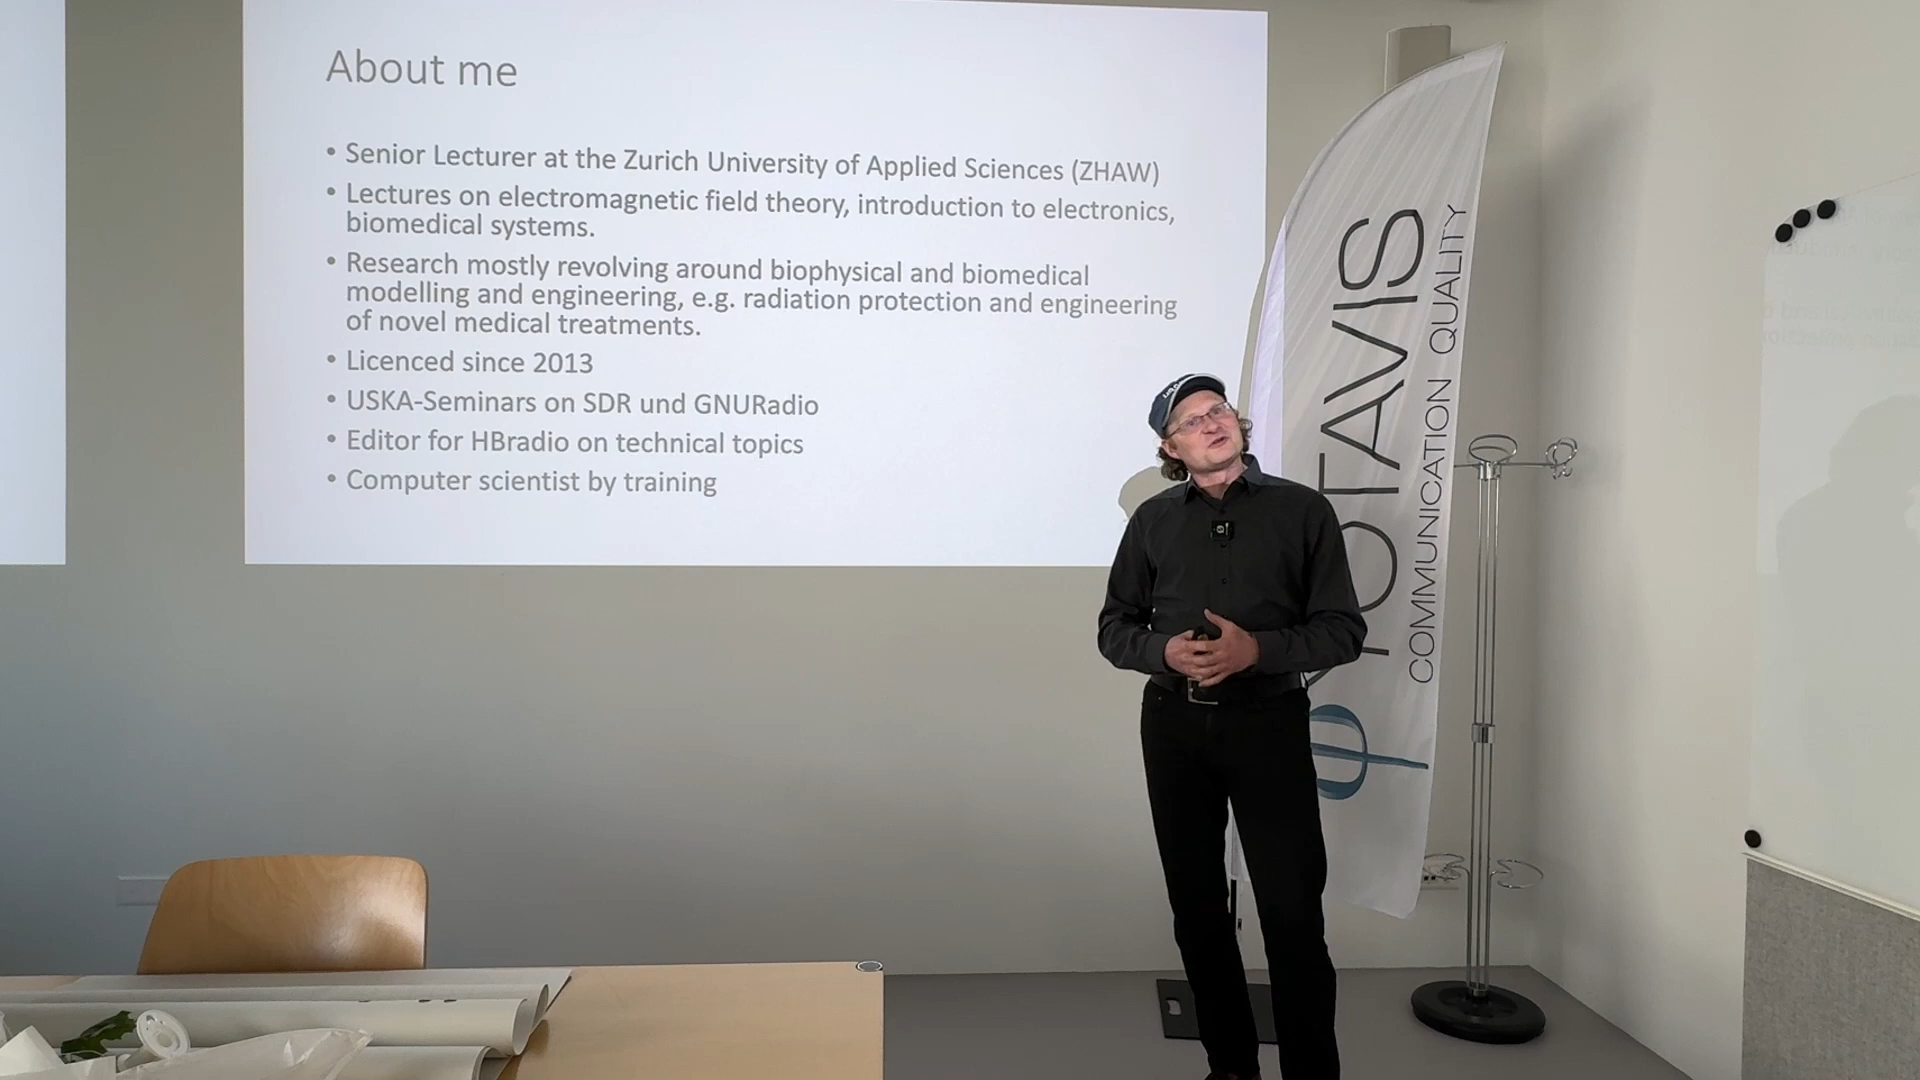 About me
• Senior Lecturer at the Zurich University of Applied Sciences (ZHAW)
• Lectures on electromagnetic field theory, introduction to electronics,
biomedical systems.
• Research mostly revolving around biophysical and biomedical
modelling and engineering, e.g. radiation protection and engineering
of novel medical treatments.
• Licenced since 2013
• USKA-Seminars on SDR und GNURadio
• Editor for HBradio on technical topics
• Computer scientist by training
COMMUNICATION QUALITY